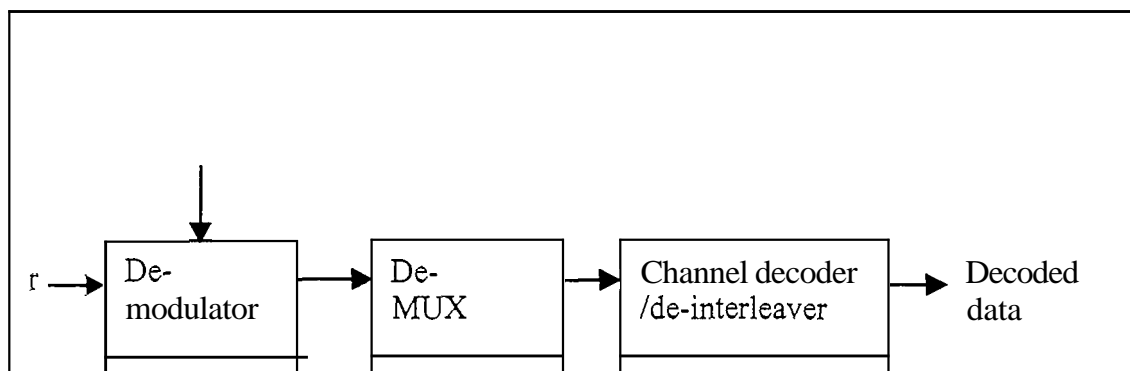 r
De-
modulator
De-
MUX
Channel decoder
/de-interleaver
Decoded
data